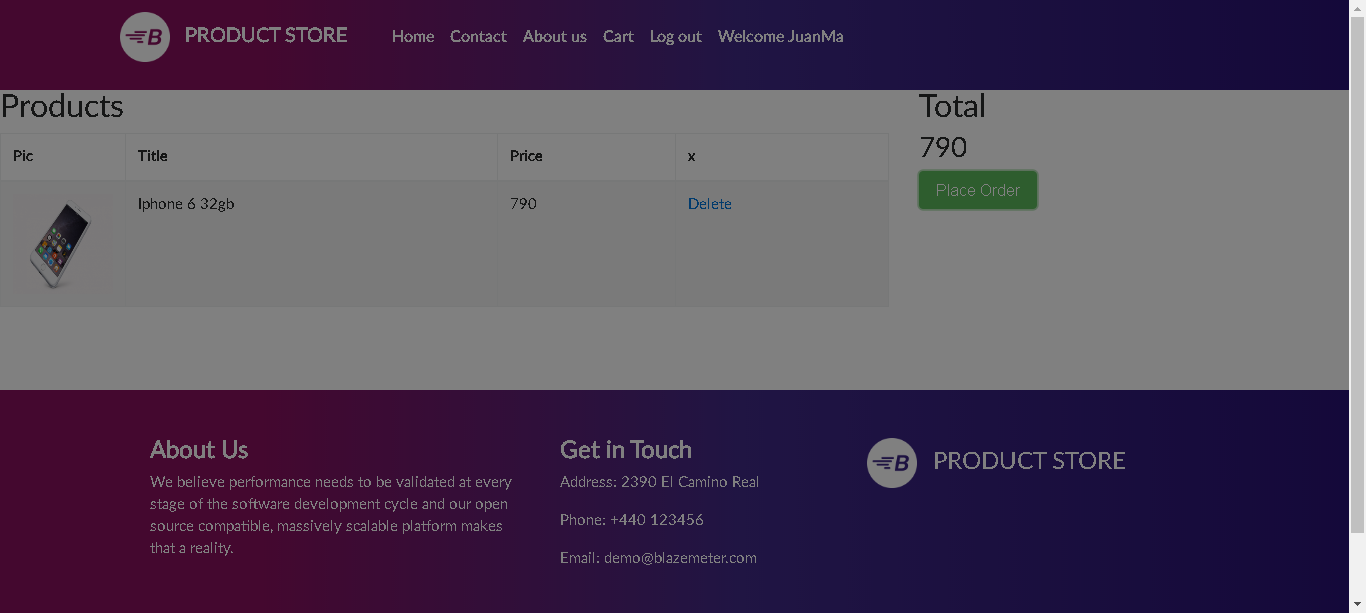 B PRODUCT STORE Home Contact About us Cart Log out Welcome JuanMa
Products
Pic Title Price x
Iphone 6 32gb 790 Delete
Total
790
Place Order
About Us
We believe performance needs to be validated at every
stage of the software development cycle and our open
source compatible, massively scalable platform makes
that a reality.
Get in Touch
Address: 2390 El Camino Real
Phone: +440 123456
Email: demo@blazemeter.com
B PRODUCT STORE